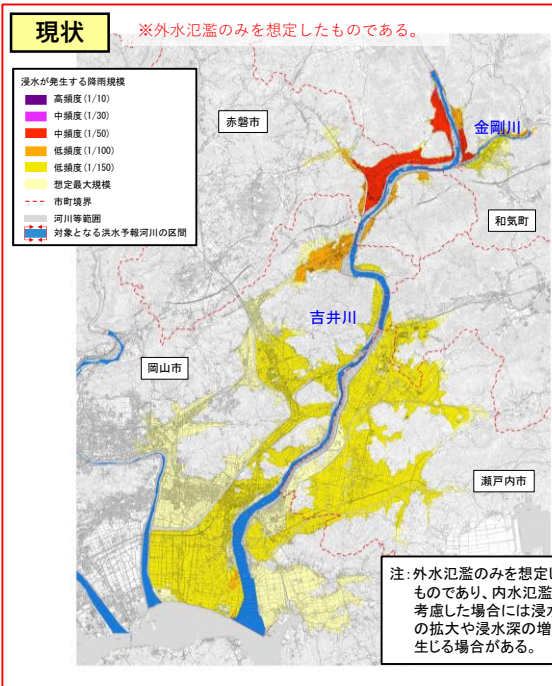 現状
※外水氾濫のみを想定したものである。
浸水が発生する降雨規模
高頻度(1/10)
中頻度(1/30)
中頻度(1/50)
低頻度(1/100)
低頻度(1/150)
想定最大規模
市町境界
河川等範囲
対象となる洪水予報河川の区間
赤磐市
金剛川
和気町
吉井川
岡山市
瀬戸内市
注:外水氾濫のみを想定し
ものであり、内水氾濫
考慮した場合には浸水
の拡大や浸水深の増
生じる場合がある。